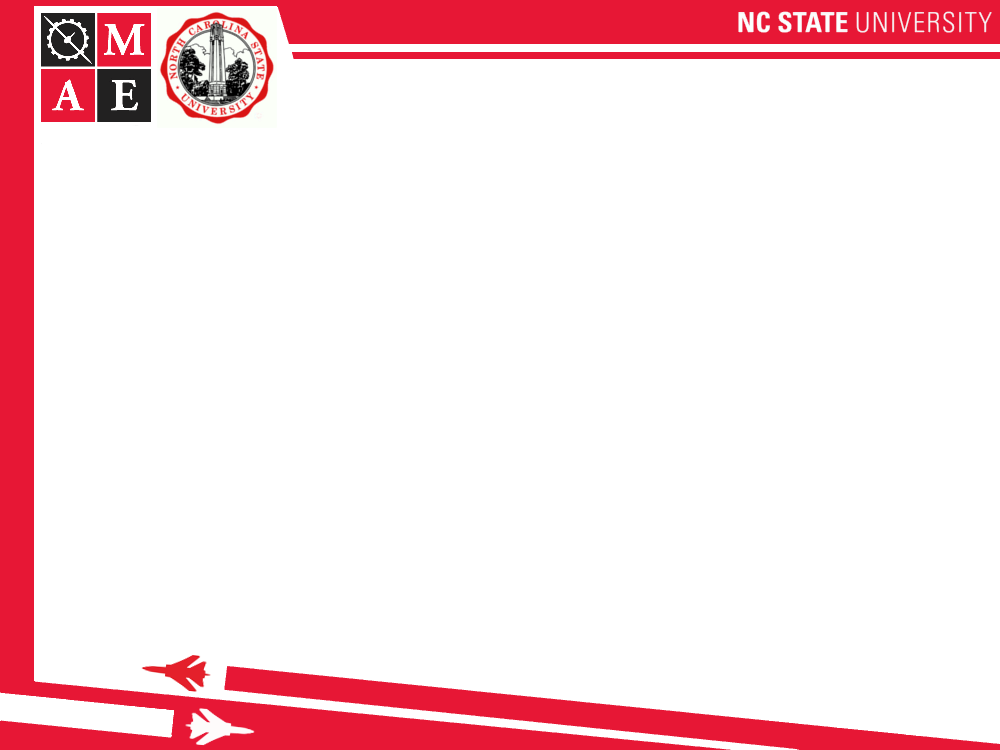 NC STATE UNIVERSITY
M
A E
NORTH CAROLINA STATE
UNIVERSITY